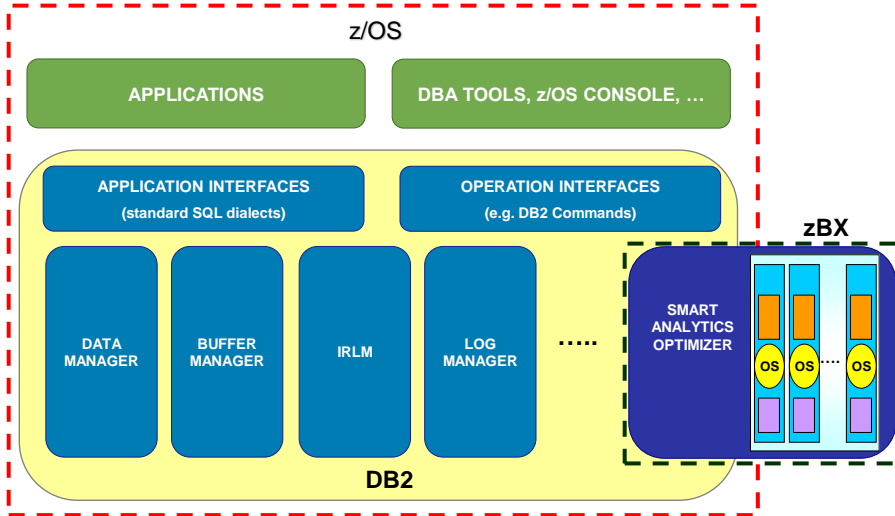 z/OS
APPLICATIONS
DBA TOOLS, z/OS CONSOLE, …
APPLICATION INTERFACES
(standard SQL dialects)
OPERATION INTERFACES
(e.g. DB2 Commands)
zBX
DATA
MANAGER
BUFFER
MANAGER
IRLM
LOG
MANAGER
…..
SMART
ANALYTICS
OPTIMIZER
OS
OS
....
OS
DB2